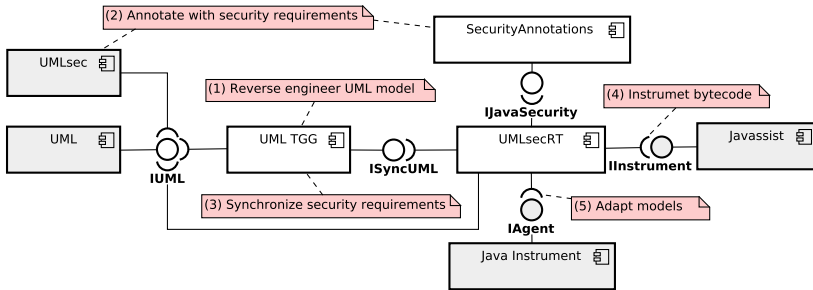 (2) Annotate with security requirements
SecurityAnnotations
UMLsec
(1) Reverse engineer UML model
(4) Instrumet bytecode
IJavaSecurity
UML
UML TGG
UMLsecRT
Javassist
IUML
ISyncUML
IInstrument
(3) Synchronize security requirements
(5) Adapt models
IAgent
Java Instrument